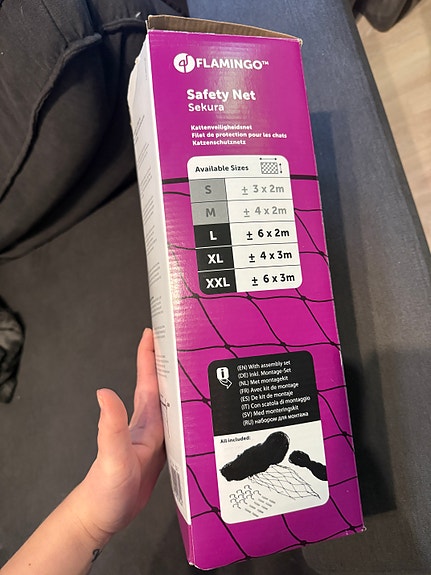 FLAMINGO™
Safety Net
Sekura
Kattenveiligheidsnet
Filet de protection pour les chats
Katzenschutznetz
Available Sizes
S ± 3 x 2m
M ± 4 x 2m
L ± 6 x 2m
XL ± 4 x 3m
XXL ± 6 x 3m
(EN) With assembly set
(DE) Inkl. Montage-Set
(NL) Met montagekit
(FR) Avec kit de montage
(ES) De kit de montaje
(IT) Con scatola di montaggio
(SV) Med monteringskit
(RU) набором для монтажа
All included: